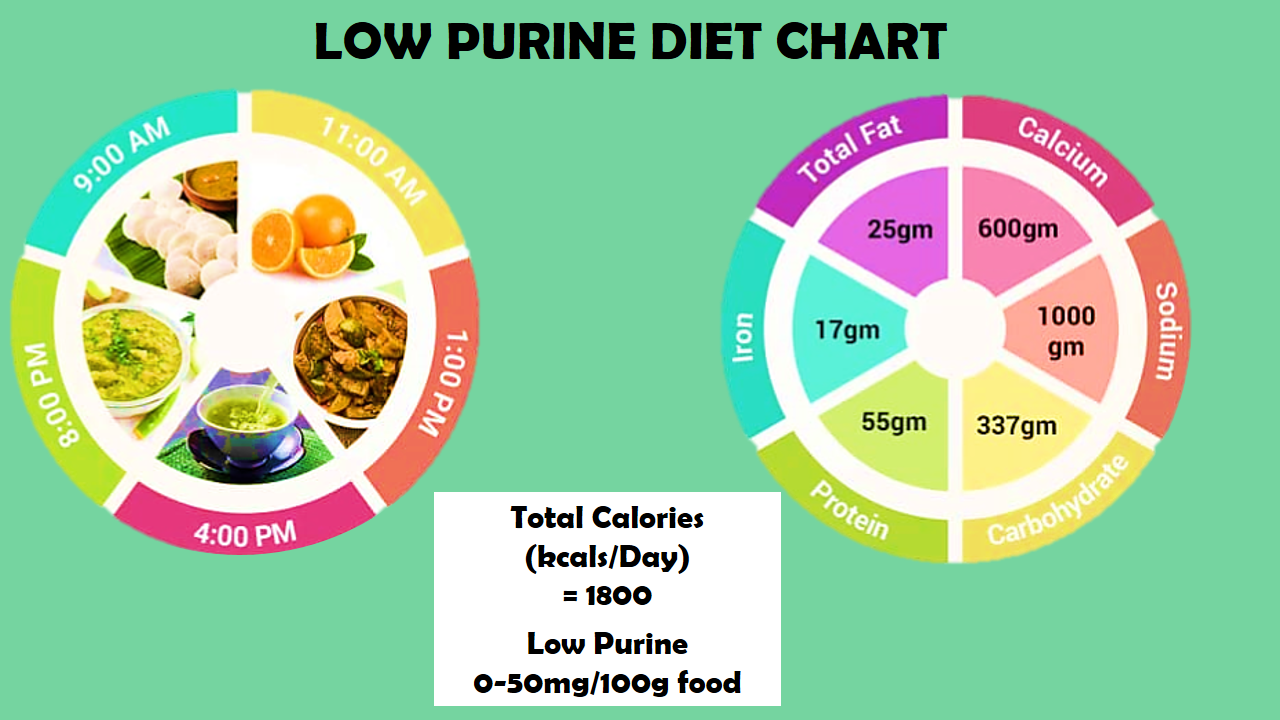 LOW PURINE DIET CHART
9:00 AM
11:00 AM
1:00 PM
4:00 PM
8:00 PM
Total Fat
25gm
Calcium
600gm
Sodium
1000
gm
Carbohydrate
337gm
Protein
55gm
Iron
17gm
Total Calories
(kcals/Day)
= 1800
Low Purine
0-50mg/100g food